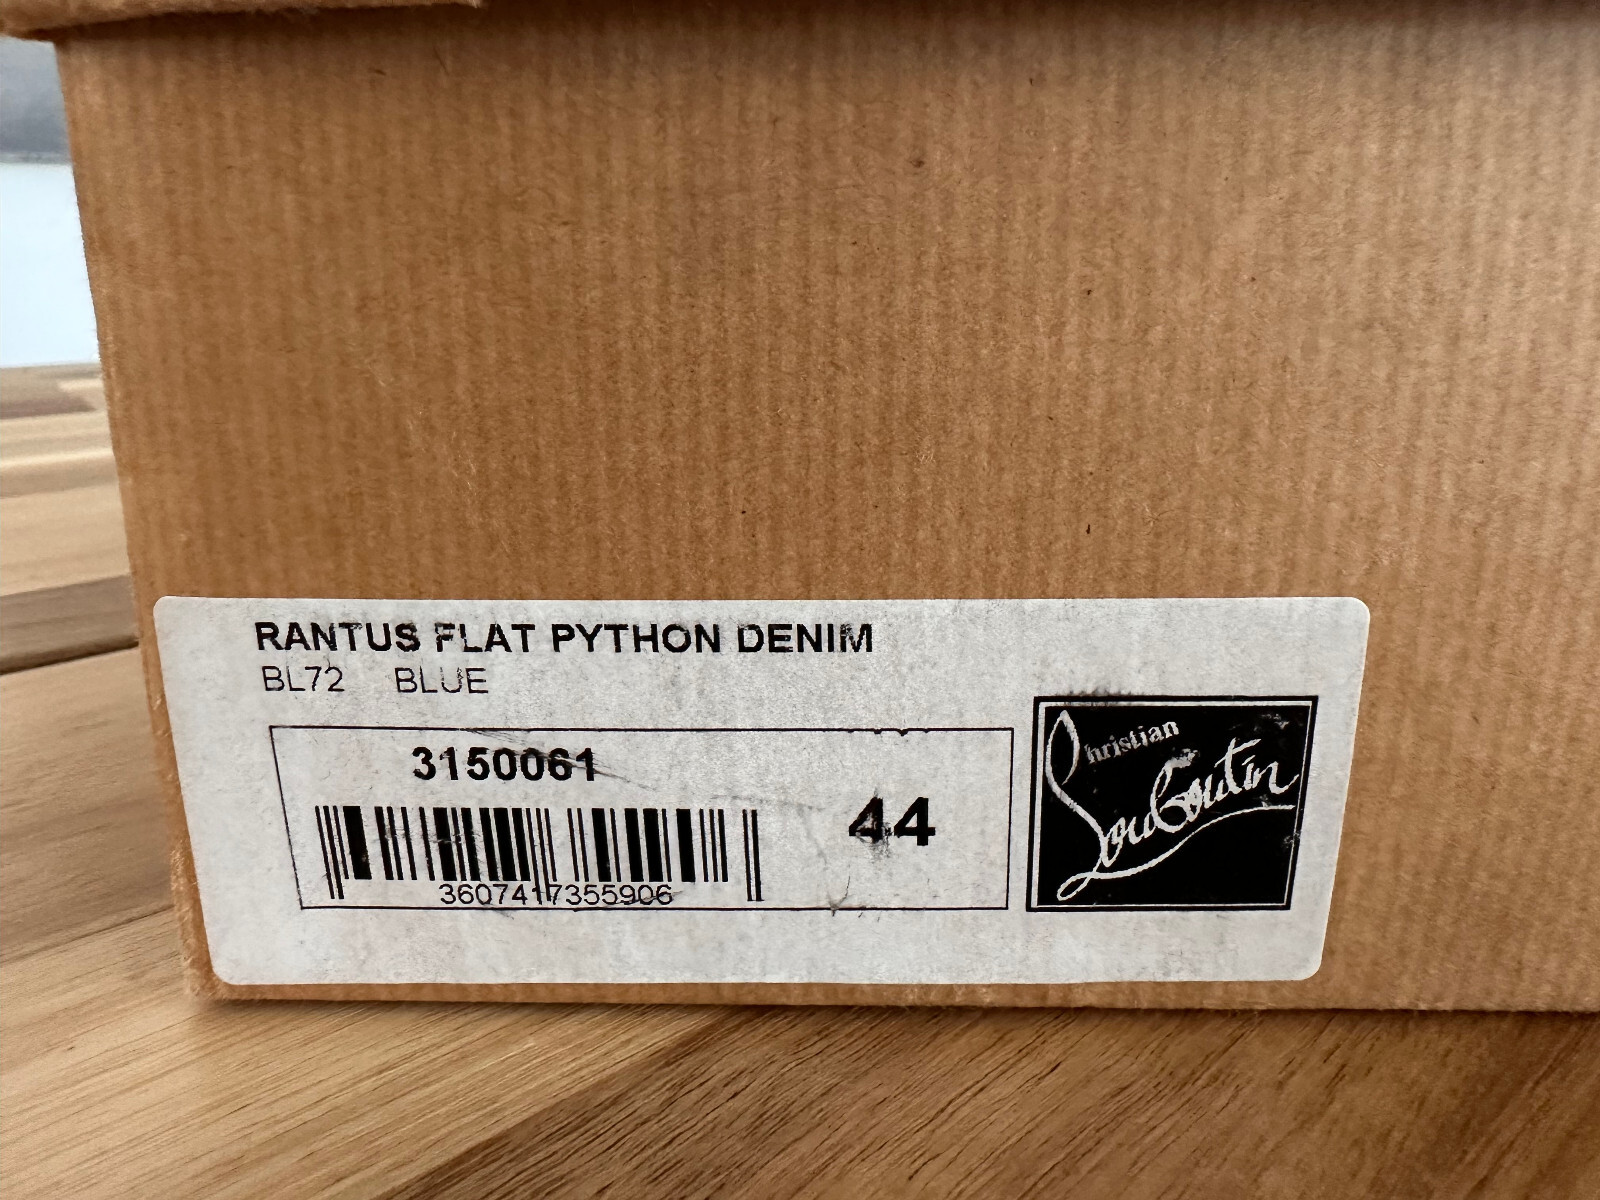 RANTUS FLAT PYTHON DENIM
BL72 BLUE
3150061
3607417355906
44
Christian
Louboutin